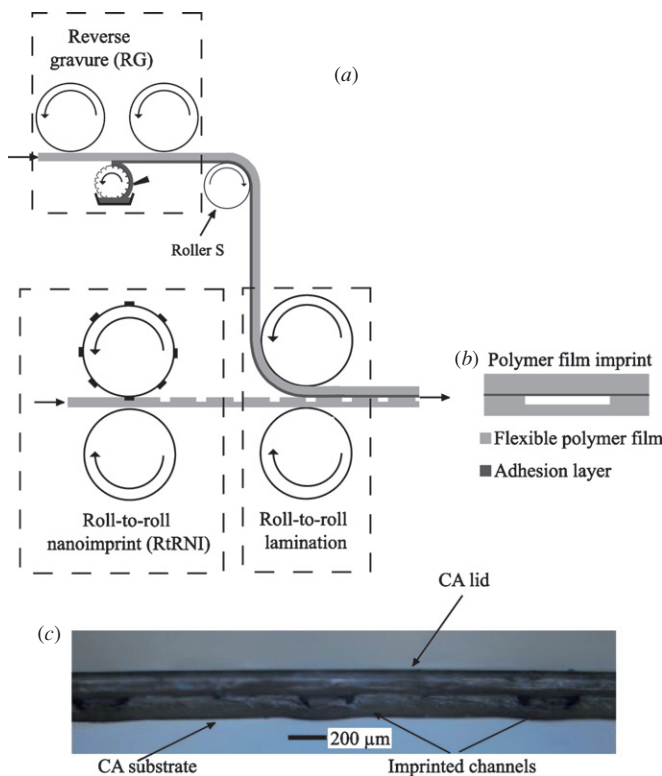 Reverse
gravure (RG)
(a)
Roller S
(b)
Polymer film imprint
Flexible polymer film
Adhesion layer
Roll-to-roll
nanoimprint (RtRNI)
Roll-to-roll
lamination
CA lid
(c)
200 µm
CA substrate
Imprinted channels